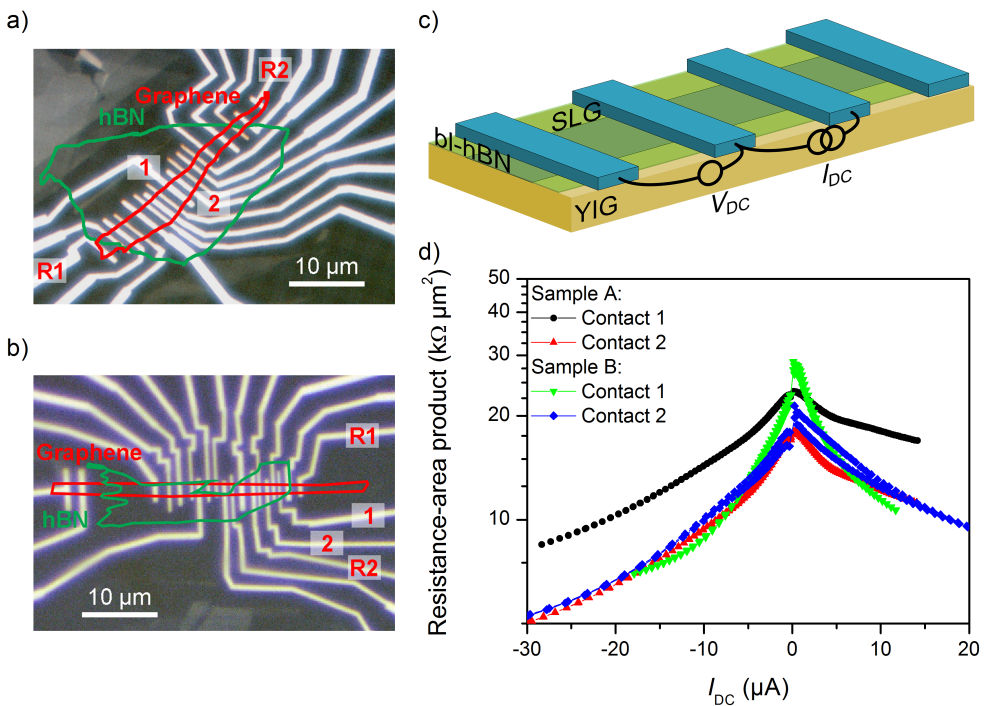 a)
R2
Graphene
hBN
1
2
R1
10 µm
b)
R1
Graphene
hBN
1
2
R2
10 µm
c)
SLG
bl-hBN
YIG
V_DC
I_DC
d)
Resistance-area product (kΩ µm²)
50
40
30
20
10
Sample A:
Contact 1
Contact 2
Sample B:
Contact 1
Contact 2
-30 -20 -10 0 10 20
I_DC (µA)